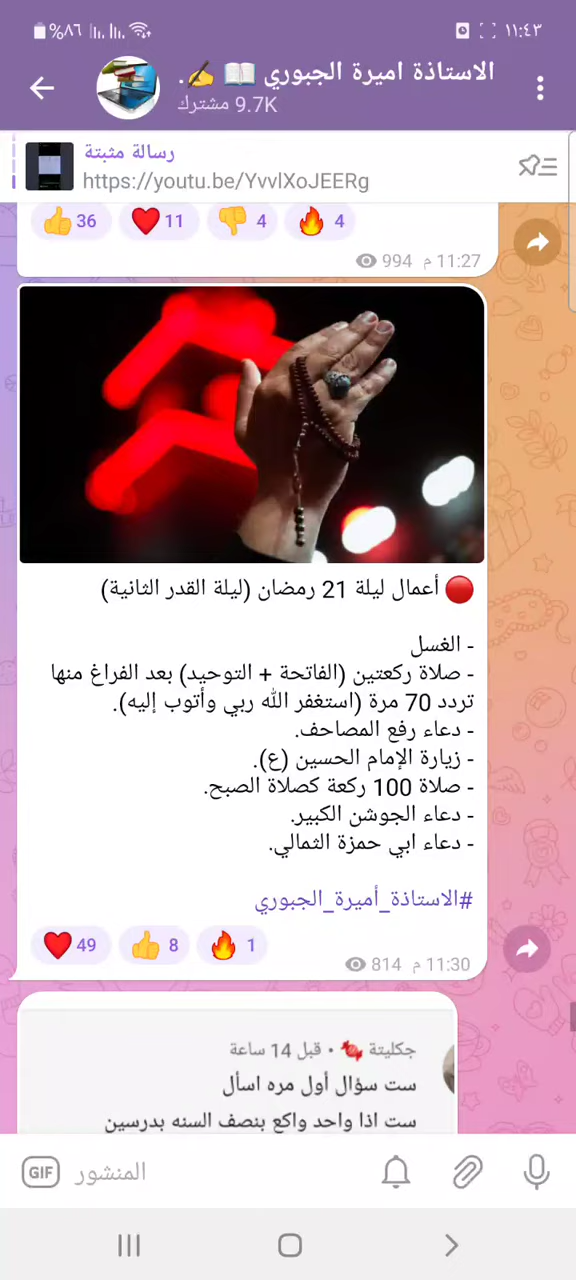 %٨٦ ١١:٤٣
الاستاذة اميرة الجبوري 📖 ✍️ .
9.7K مشترك
رسالة مثبتة
https://youtu.be/YvvlXoJEERg
36 11 4 4
994 11:27 م
🔴 أعمال ليلة 21 رمضان (ليلة القدر الثانية)
- الغسل
- صلاة ركعتين (الفاتحة + التوحيد) بعد الفراغ منها
تردد 70 مرة (استغفر الله ربي وأتوب إليه).
- دعاء رفع المصاحف.
- زيارة الإمام الحسين (ع).
- صلاة 100 ركعة كصلاة الصبح.
- دعاء الجوشن الكبير.
- دعاء ابي حمزة الثمالي.
#الاستاذة_أميرة_الجبوري
49 8 1
814 11:30 م
جكليتة 🍬 • قبل 14 ساعة
ست سؤال أول مره اسأل
ست اذا واحد واكع بنصف السنه بدرسين
GIF المنشور